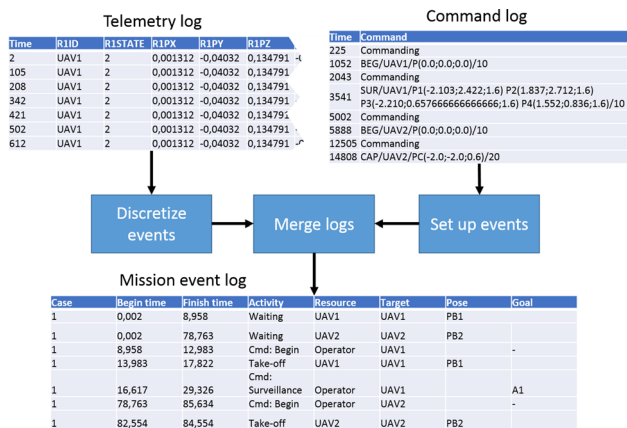 Telemetry log
Command log
Time R1ID R1STATE R1PX R1PY R1PZ
2 UAV1 2 0,001312 -0,04032 0,134791
105 UAV1 2 0,001312 -0,04032 0,134791
208 UAV1 2 0,001312 -0,04032 0,134791
342 UAV1 2 0,001312 -0,04032 0,134791
421 UAV1 2 0,001312 -0,04032 0,134791
502 UAV1 2 0,001312 -0,04032 0,134791
612 UAV1 2 0,001312 -0,04032 0,134791
Time Command
225 Commanding
1052 BEG/UAV1/P(0.0;0.0;0.0)/10
2043 Commanding
3541 SUR/UAV1/P1(-2.103;2.422;1.6) P2(1.837;2.712;1.6)
P3(-2.210;0.657666666666666;1.6) P4(1.552;0.836;1.6)/10
5002 Commanding
5888 BEG/UAV2/P(0.0;0.0;0.0)/10
12505 Commanding
14808 CAP/UAV2/PC(-2.0;-2.0;0.6)/20
Discretize
events
Merge logs
Set up events
Mission event log
Case Begin time Finish time Activity Resource Target Pose Goal
1 0,002 8,958 Waiting UAV1 UAV1 PB1
1 0,002 78,763 Waiting UAV2 UAV2 PB2
1 8,958 12,983 Cmd: Begin Operator UAV1 -
1 13,983 17,822 Take-off UAV1 UAV1 PB1
Cmd:
1 16,617 29,326 Surveillance Operator UAV1 A1
1 78,763 85,634 Cmd: Begin Operator UAV2 -
1 82,554 84,554 Take-off UAV2 UAV2 PB2